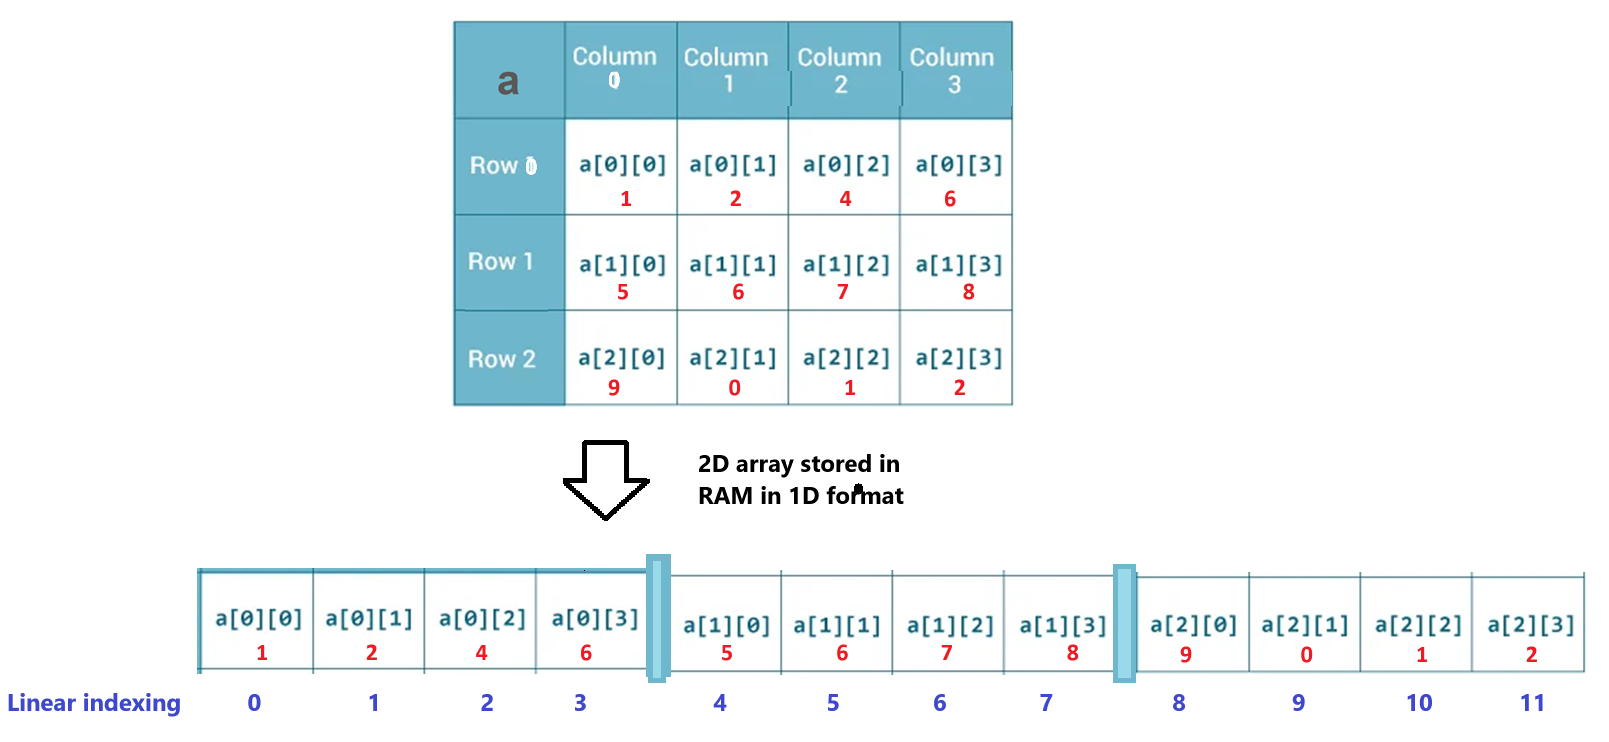 a Column 0 Column 1 Column 2 Column 3
Row 0 a[0][0] a[0][1] a[0][2] a[0][3]
1 2 4 6
Row 1 a[1][0] a[1][1] a[1][2] a[1][3]
5 6 7 8
Row 2 a[2][0] a[2][1] a[2][2] a[2][3]
9 0 1 2
2D array stored in
RAM in 1D format
a[0][0] a[0][1] a[0][2] a[0][3] a[1][0] a[1][1] a[1][2] a[1][3] a[2][0] a[2][1] a[2][2] a[2][3]
1 2 4 6 5 6 7 8 9 0 1 2
Linear indexing 0 1 2 3 4 5 6 7 8 9 10 11